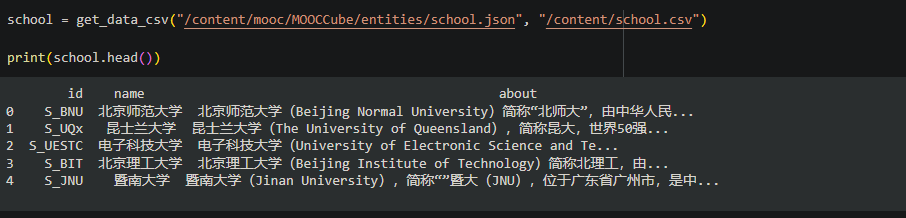 school = get_data_csv("/content/mooc/MOOCCube/entities/school.json", "/content/school.csv")
print(school.head())
id name about
0 S_BNU 北京师范大学 北京师范大学（Beijing Normal University）简称“北师大”，由中华人民...
1 S_UQx 昆士兰大学 昆士兰大学（The University of Queensland）, 简称昆大，世界50强...
2 S_UESTC 电子科技大学 电子科技大学（University of Electronic Science and Te...
3 S_BIT 北京理工大学 北京理工大学（Beijing Institute of Technology）简称北理工，由...
4 S_JNU 暨南大学 暨南大学（Jinan University）, 简称“”暨大（JNU），位于广东省广州市，是中...